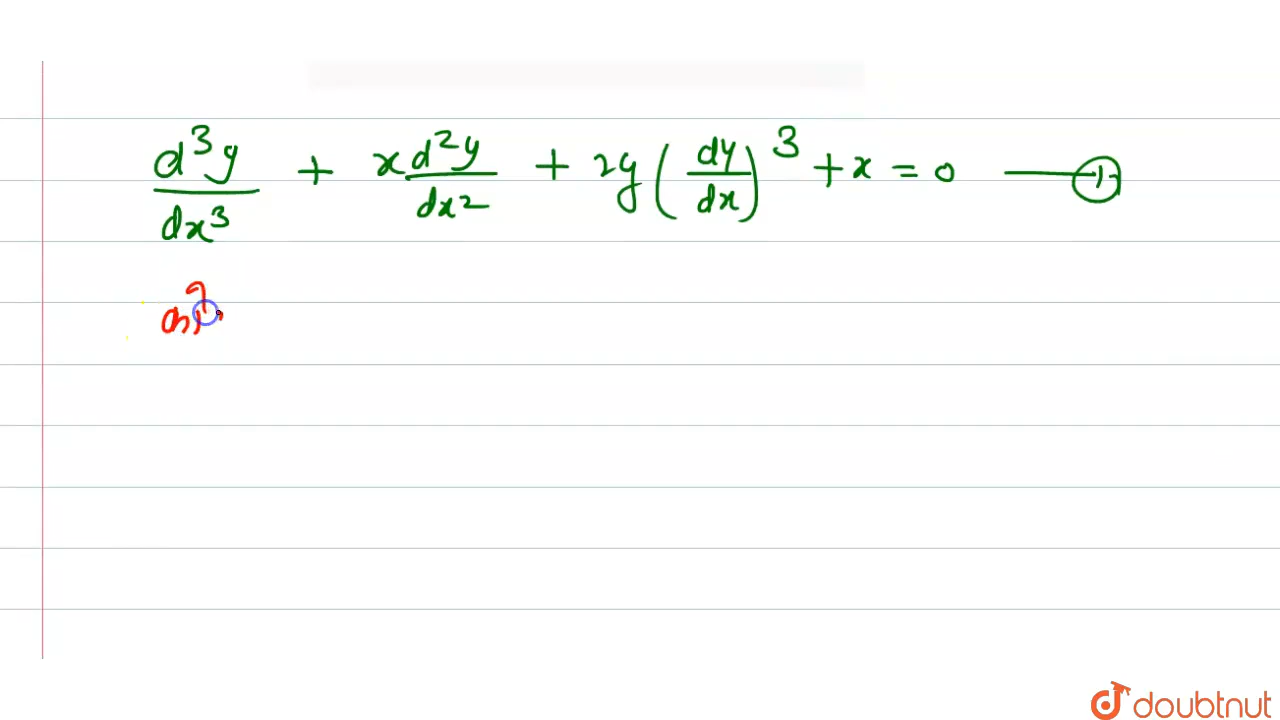 d³y/dx³ + x d²y/dx² + 2y (dy/dx)³ + x = 0 —— ①
doubtnut